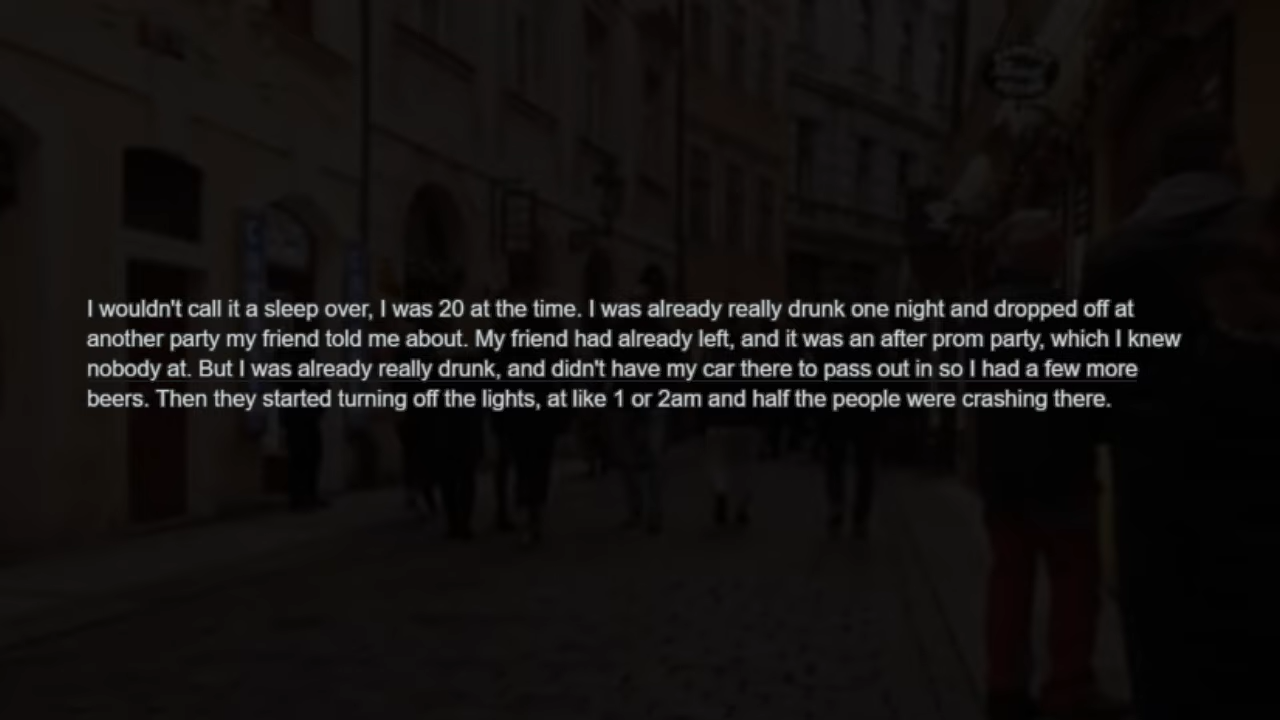 I wouldn't call it a sleep over, I was 20 at the time. I was already really drunk one night and dropped off at
another party my friend told me about. My friend had already left, and it was an after prom party, which I knew
nobody at. But I was already really drunk, and didn't have my car there to pass out in so I had a few more
beers. Then they started turning off the lights, at like 1 or 2am and half the people were crashing there.